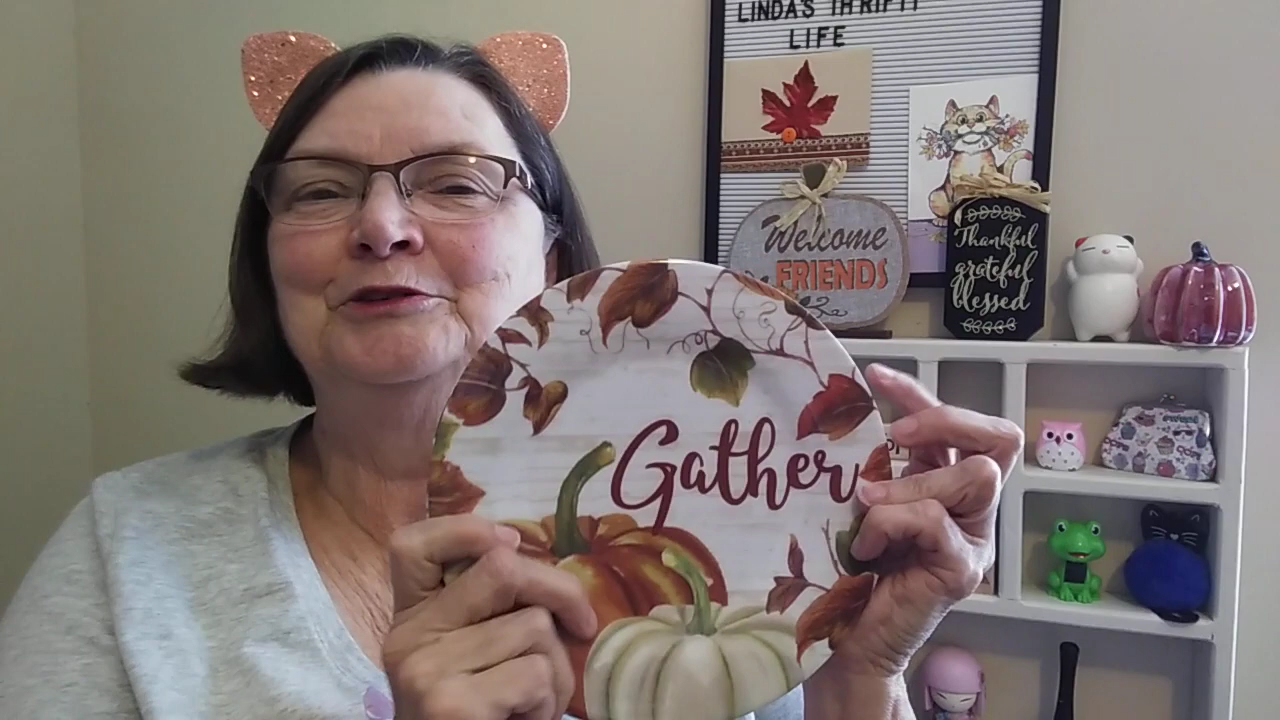 LINDA'S THRIFTY
LIFE
Welcome
FRIENDS
Thankful
grateful
blessed
Gather